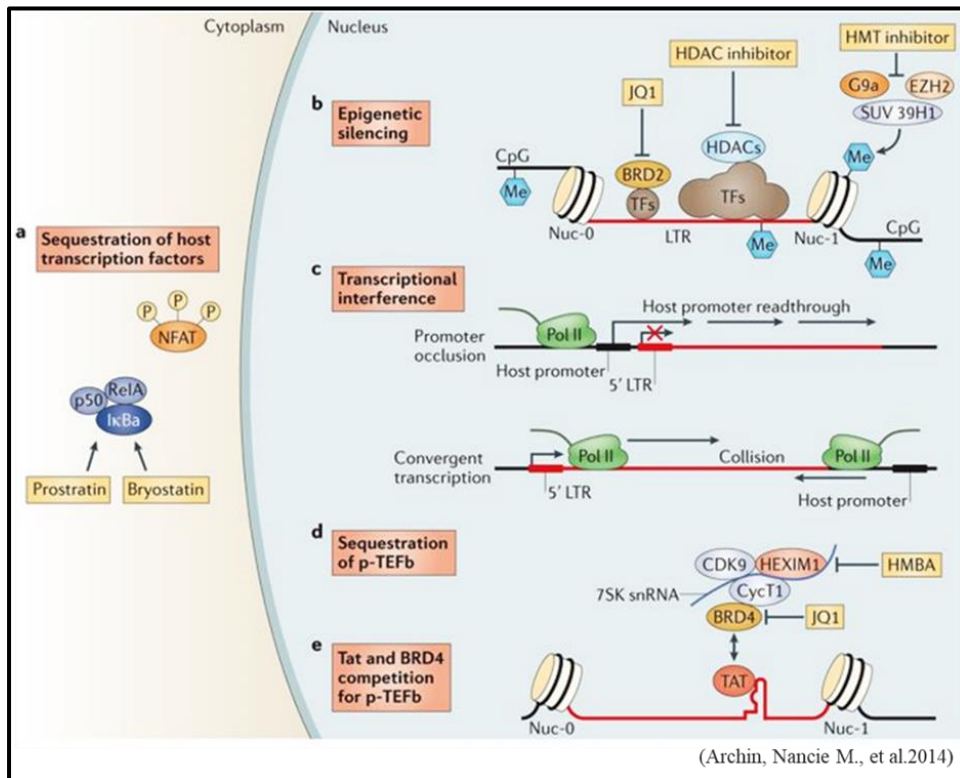 Cytoplasm
Nucleus
a
Sequestration of host
transcription factors
P
P
P
NFAT
p50
RelA
IκBa
Prostratin
Bryostatin
b
Epigenetic
silencing
JQ1
HDAC inhibitor
HMT inhibitor
G9a
EZH2
SUV 39H1
HDACs
BRD2
TFs
TFs
CpG
Me
Nuc-0
LTR
Me
Me
Nuc-1
CpG
Me
c
Transcriptional
interference
Promoter
occlusion
Pol II
Host promoter readthrough
Host promoter
5' LTR
Convergent
transcription
Pol II
Collision
Pol II
5' LTR
Host promoter
d
Sequestration
of p-TEFb
CDK9
HEXIM1
HMBA
7SK snRNA
CycT1
BRD4
JQ1
e
Tat and BRD4
competition
for p-TEFb
TAT
Nuc-0
Nuc-1
(Archin, Nancie M., et al.2014)